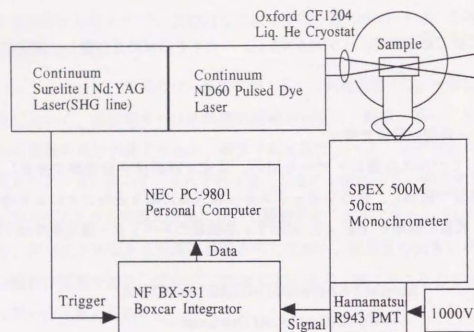 Oxford CF1204
Liq. He Cryostat
Sample
Continuum
Surelite I Nd:YAG
Laser(SHG line)
Continuum
ND60 Pulsed Dye
Laser
NEC PC-9801
Personal Computer
SPEX 500M
50cm
Monochrometer
Data
Trigger
NF BX-531
Boxcar Integrator
Signal
Hamamatsu
R943 PMT
1000V